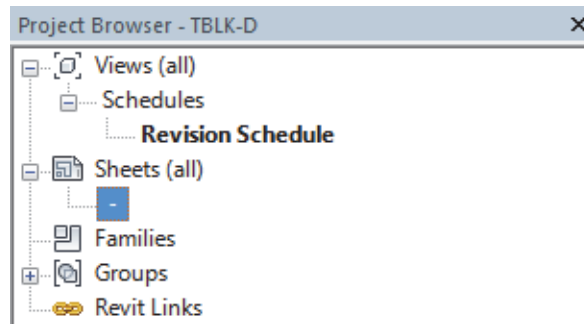 Project Browser - TBLK-D
Views (all)
Schedules
Revision Schedule
Sheets (all)
-
Families
Groups
Revit Links